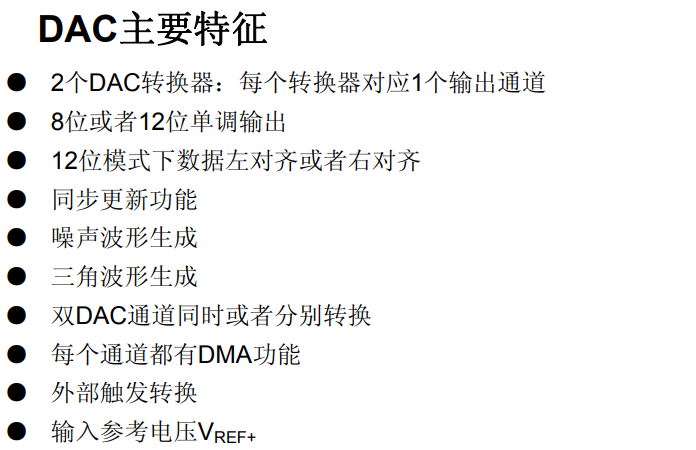 DAC主要特征
● 2个DAC转换器：每个转换器对应1个输出通道
● 8位或者12位单调输出
● 12位模式下数据左对齐或者右对齐
● 同步更新功能
● 噪声波形生成
● 三角波形生成
● 双DAC通道同时或者分别转换
● 每个通道都有DMA功能
● 外部触发转换
● 输入参考电压VREF+